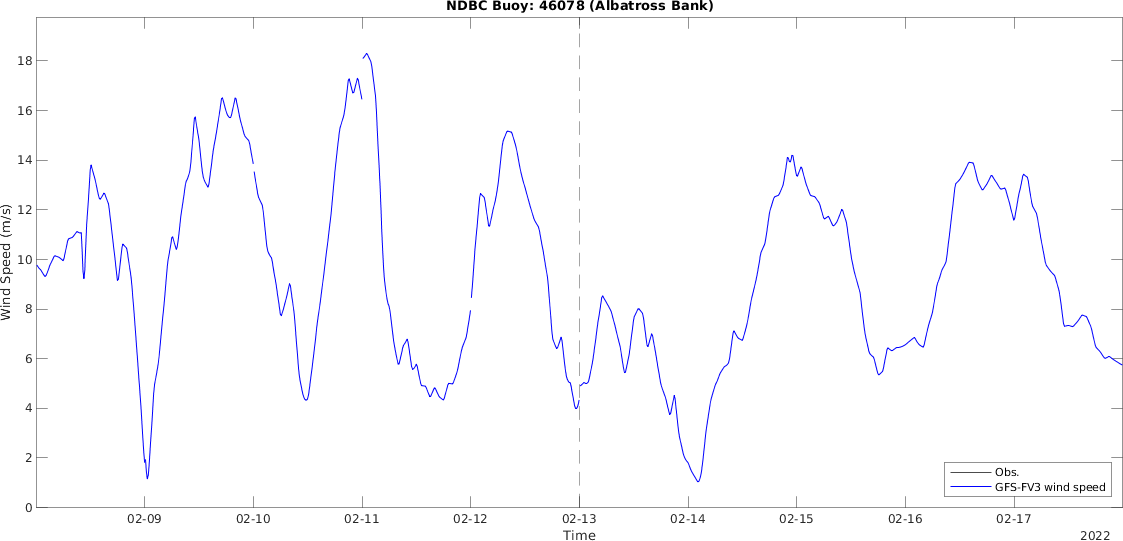 NDBC Buoy: 46078 (Albatross Bank)
18
16
14
12
10
8
6
4
2
0
Wind Speed (m/s)
02-09 02-10 02-11 02-12 02-13 02-14 02-15 02-16 02-17
Time
2022
Obs.
GFS-FV3 wind speed